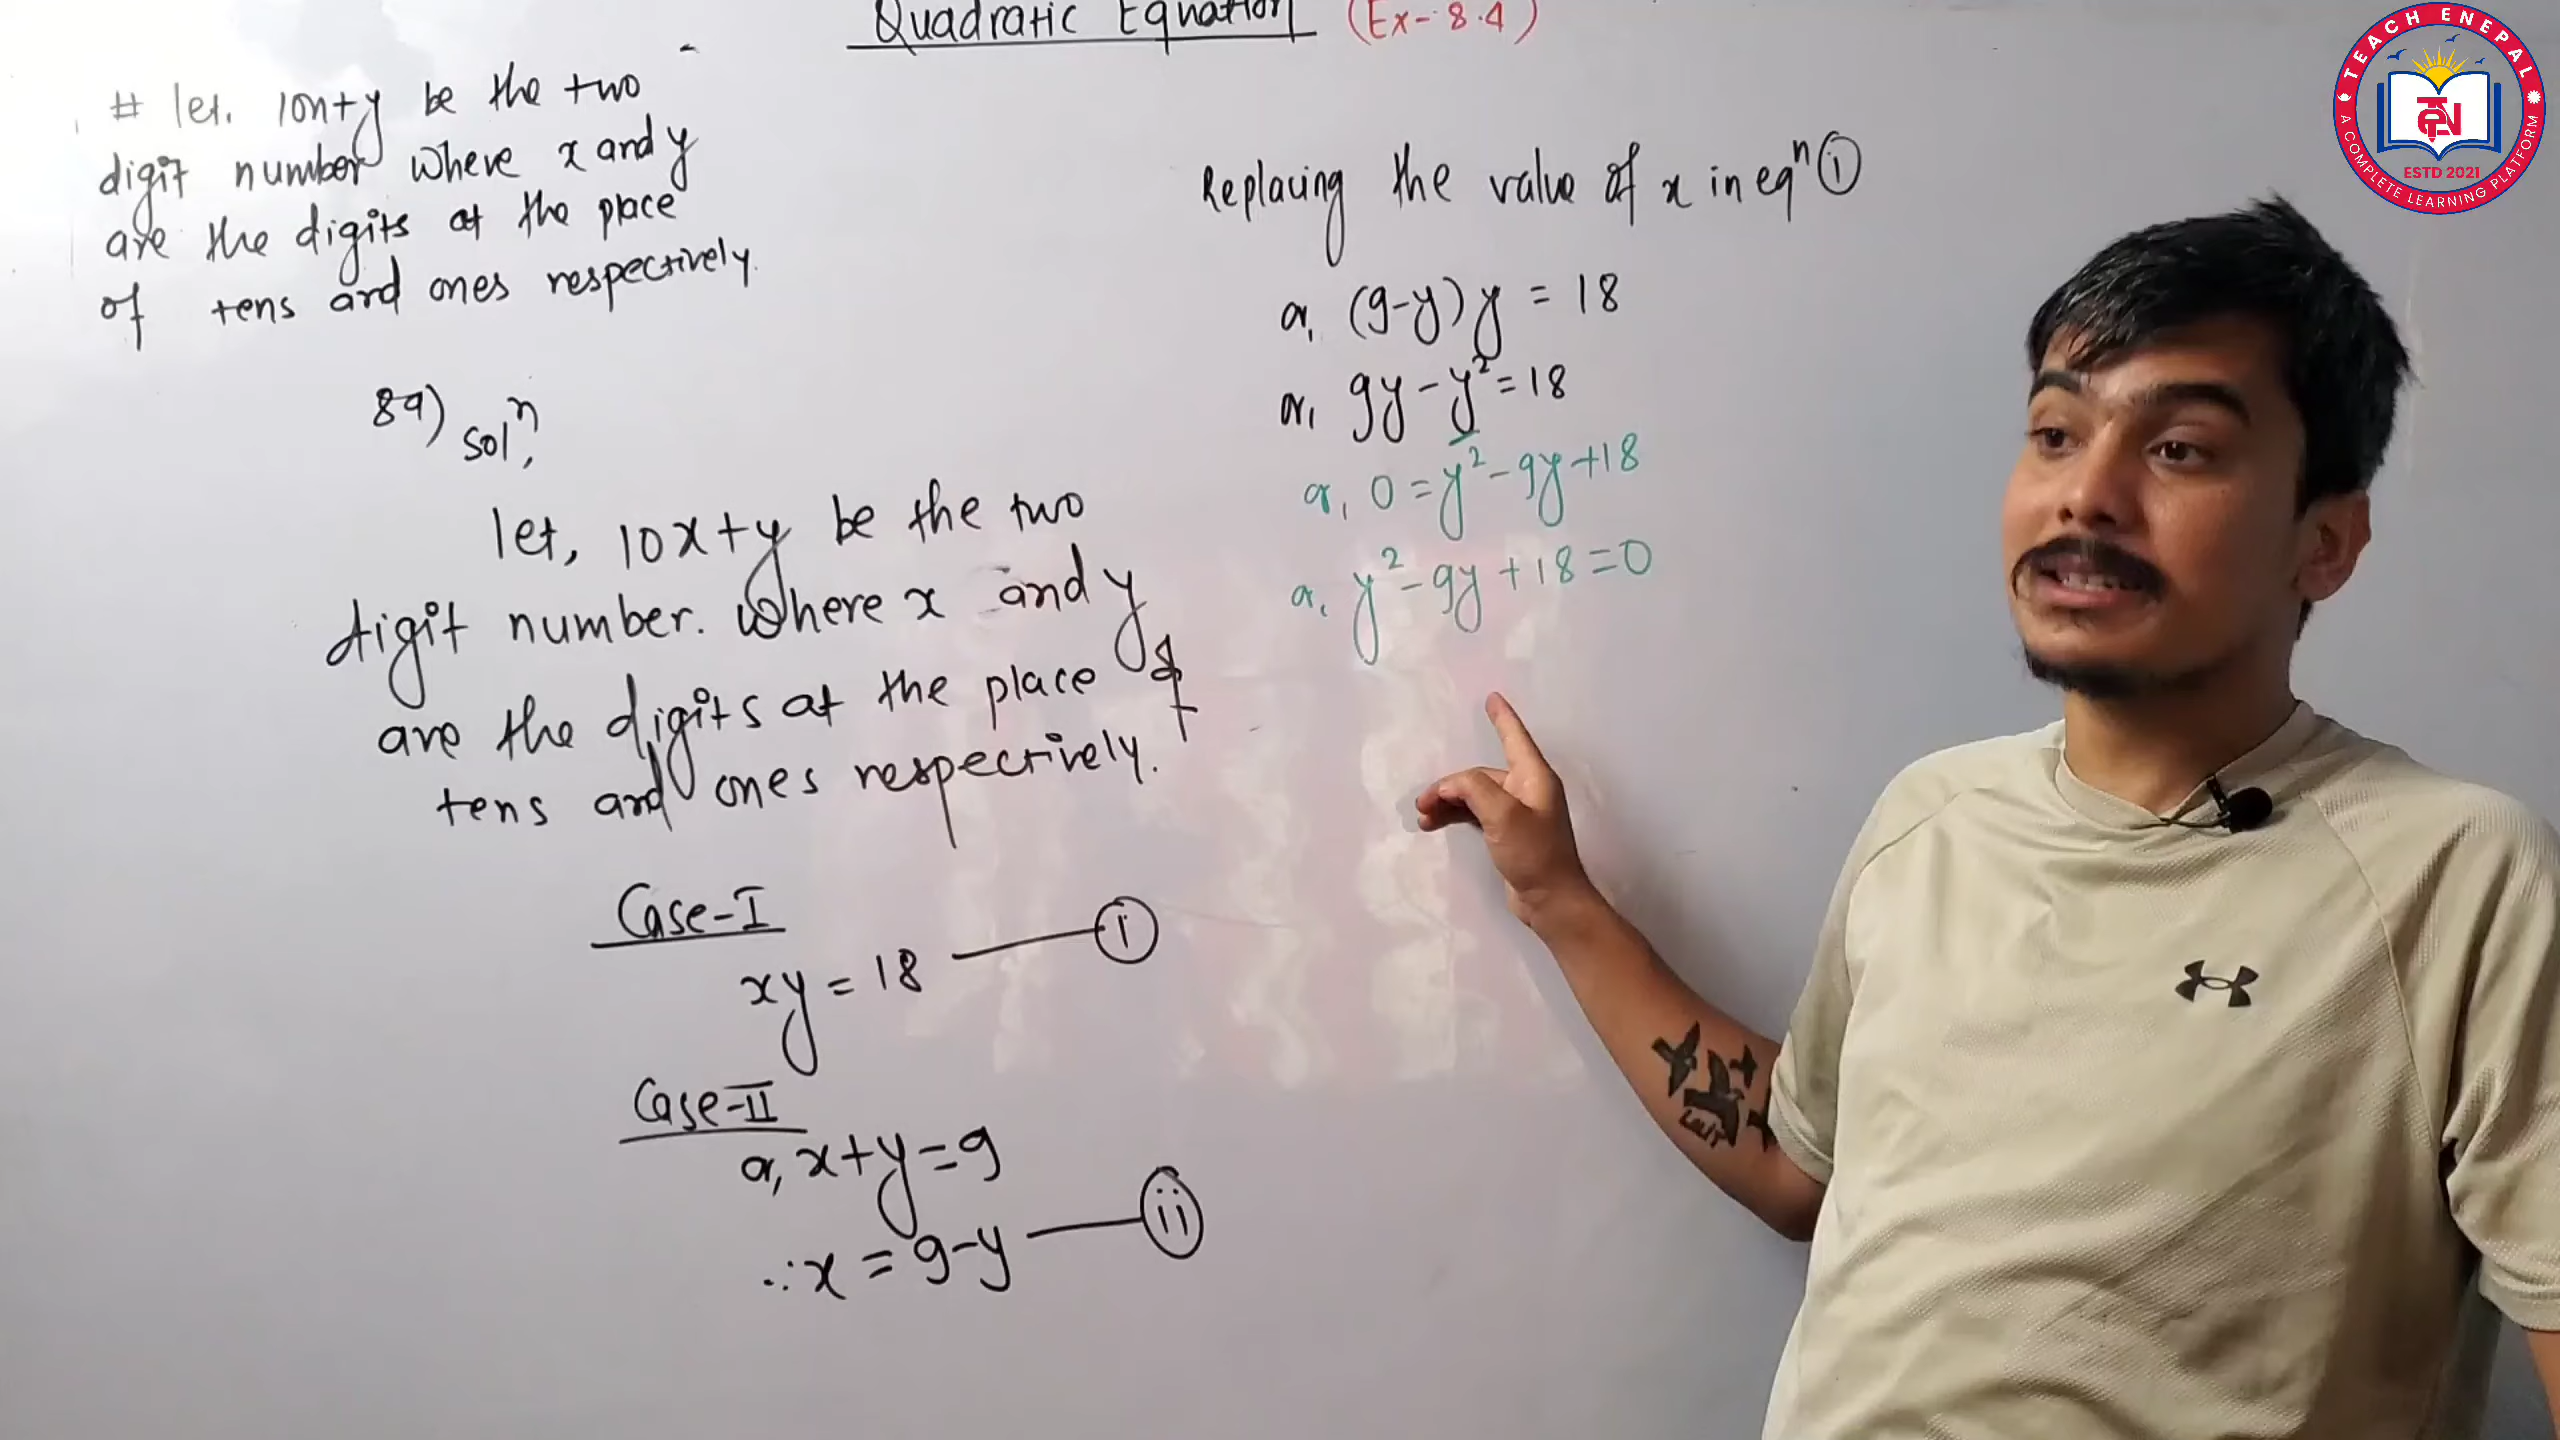 Quadratic Equation (Ex-8.4)
# let. 10x+y be the two
digit number where x and y
are the digits at the place
of tens and ones respectively.
8a) Solⁿ,
let, 10x+y be the two
digit number. Where x and y
are the digits at the place of
tens and ones respectively.
Case-I
xy = 18 ——— (i)
Case-II
or, x+y=9
∴ x = 9-y ——— (ii)
Replacing the value of x in eqⁿ (i)
or, (9-y)y = 18
or, 9y-y²=18
or, 0=y²-9y+18
or, y²-9y+18=0
TEACH ENEPAL
TEN
ESTD 2021
A COMPLETE LEARNING PLATFORM